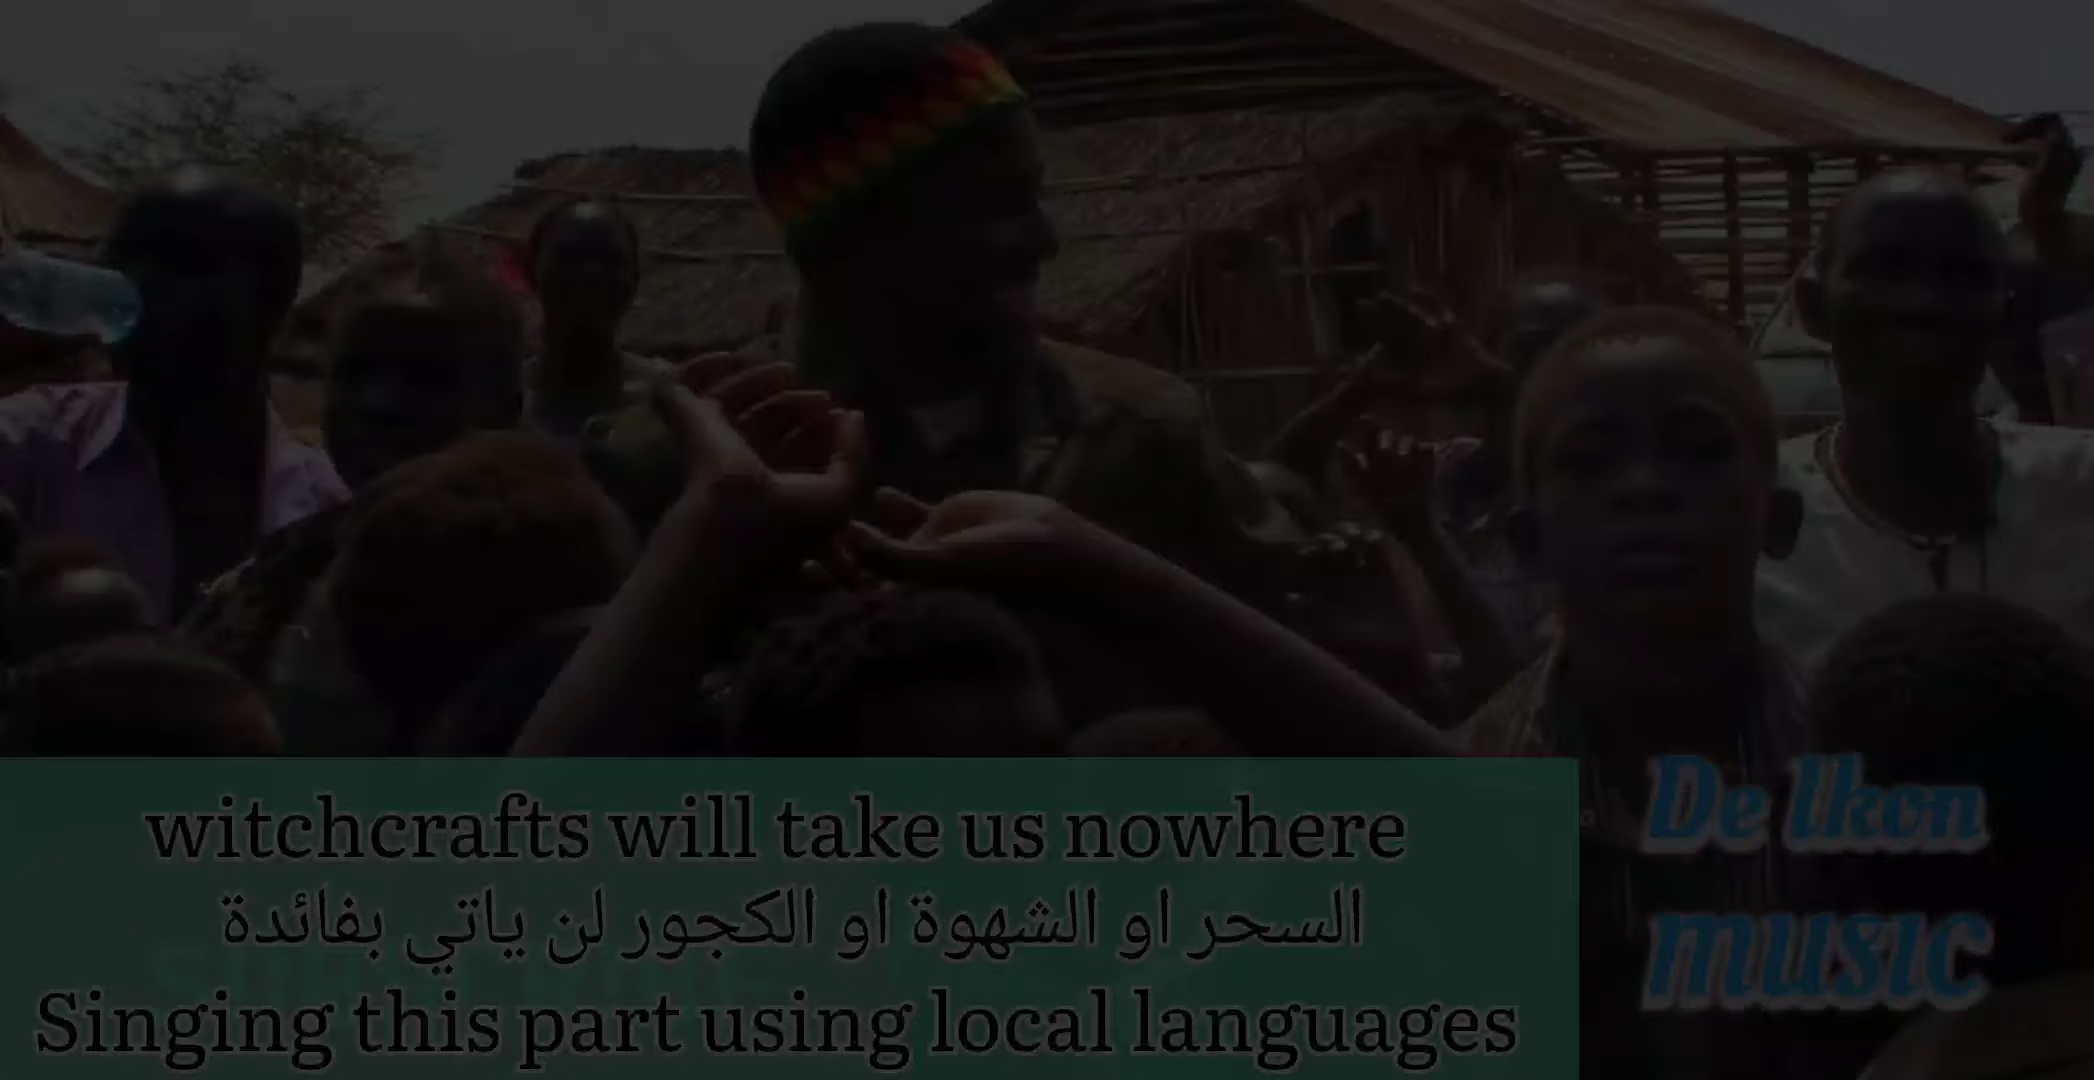 witchcrafts will take us nowhere
السحر او الشهوة او الكجور لن ياتي بفائدة
Singing this part using local languages
De Ikon
music